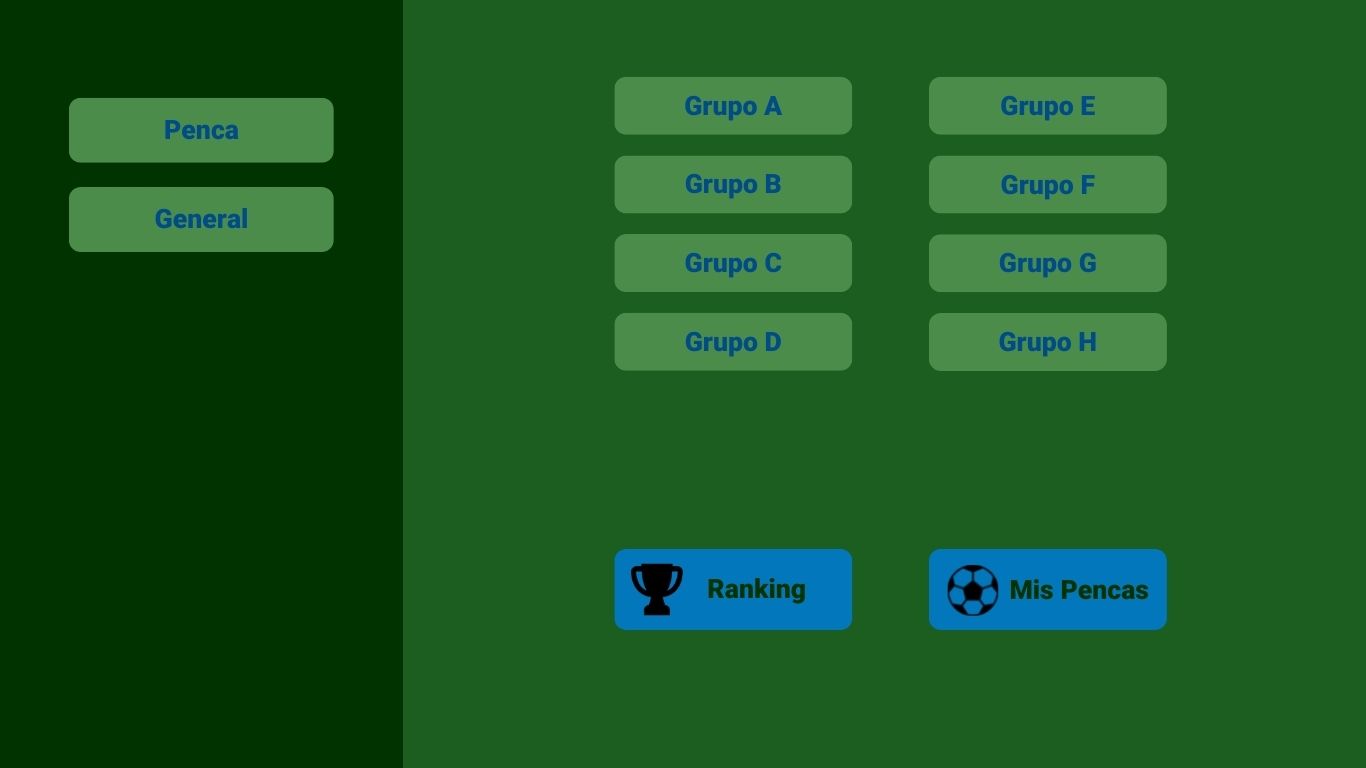 Penca
General
Grupo A
Grupo B
Grupo C
Grupo D
Grupo E
Grupo F
Grupo G
Grupo H
Ranking
Mis Pencas